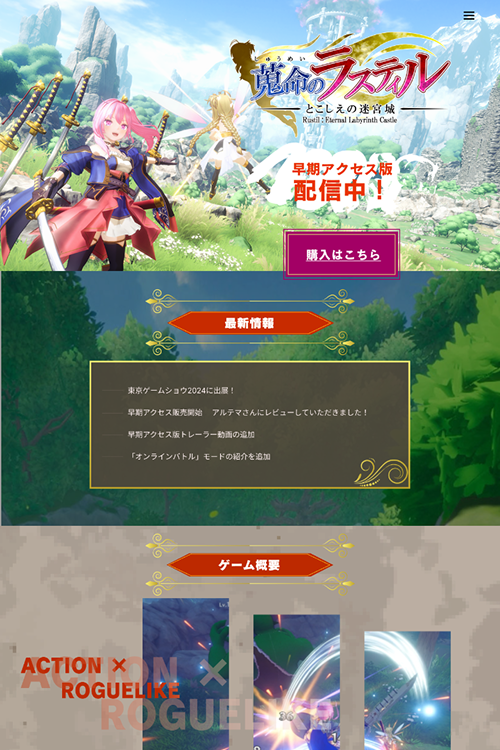 ゆうめい
蒐命のラスティル
とこしえの迷宮城
Rustil : Eternal Labyrinth Castle
早期アクセス版
配信中！
購入はこちら
最新情報
東京ゲームショウ2024に出展！
早期アクセス販売開始　アルテマさんにレビューしていただきました！
早期アクセス版トレーラー動画の追加
「オンラインバトル」モードの紹介を追加
ゲーム概要
ACTION ×
ROGUELIKE
ACTION ×
ROGUELIKE